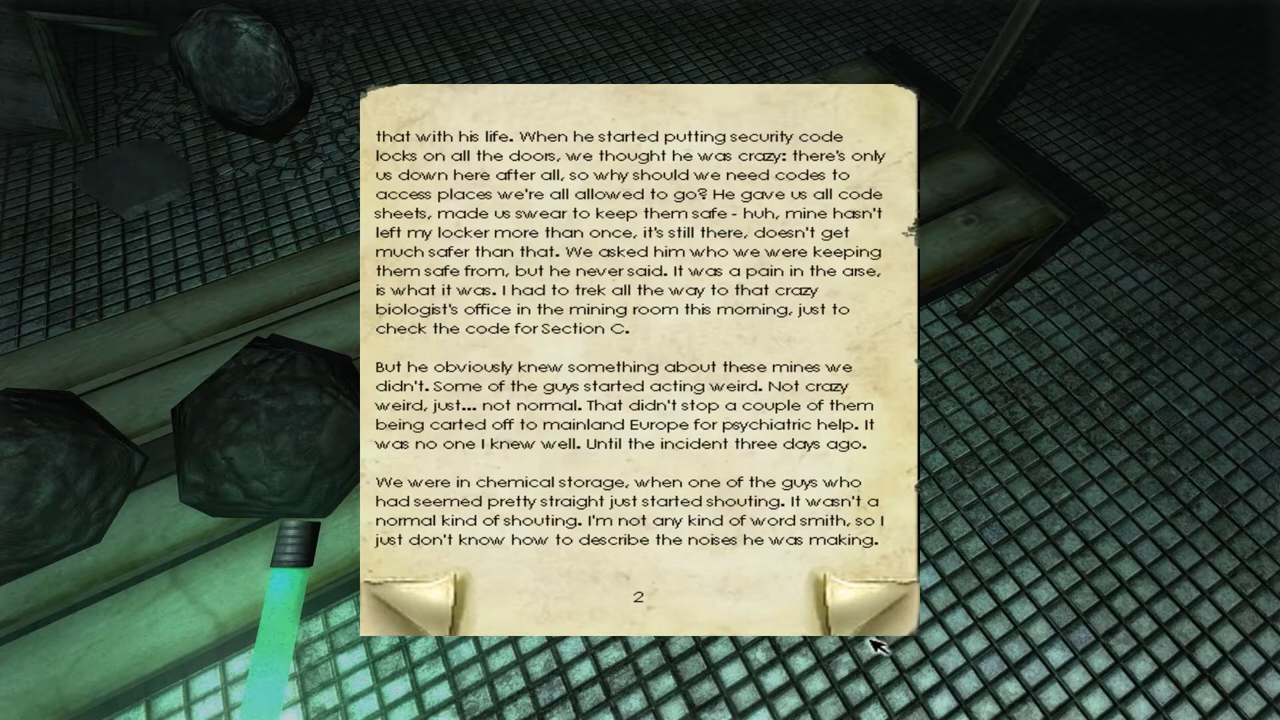 that with his life. When he started putting security code
locks on all the doors, we thought he was crazy: there's only
us down here after all, so why should we need codes to
access places we're all allowed to go? He gave us all code
sheets, made us swear to keep them safe - huh, mine hasn't
left my locker more than once, it's still there, doesn't get
much safer than that. We asked him who we were keeping
them safe from, but he never said. It was a pain in the arse,
is what it was. I had to trek all the way to that crazy
biologist's office in the mining room this morning, just to
check the code for Section C.
But he obviously knew something about these mines we
didn't. Some of the guys started acting weird. Not crazy
weird, just... not normal. That didn't stop a couple of them
being carted off to mainland Europe for psychiatric help. It
was no one I knew well. Until the incident three days ago.
We were in chemical storage, when one of the guys who
had seemed pretty straight just started shouting. It wasn't a
normal kind of shouting. I'm not any kind of word smith, so I
just don't know how to describe the noises he was making.
2